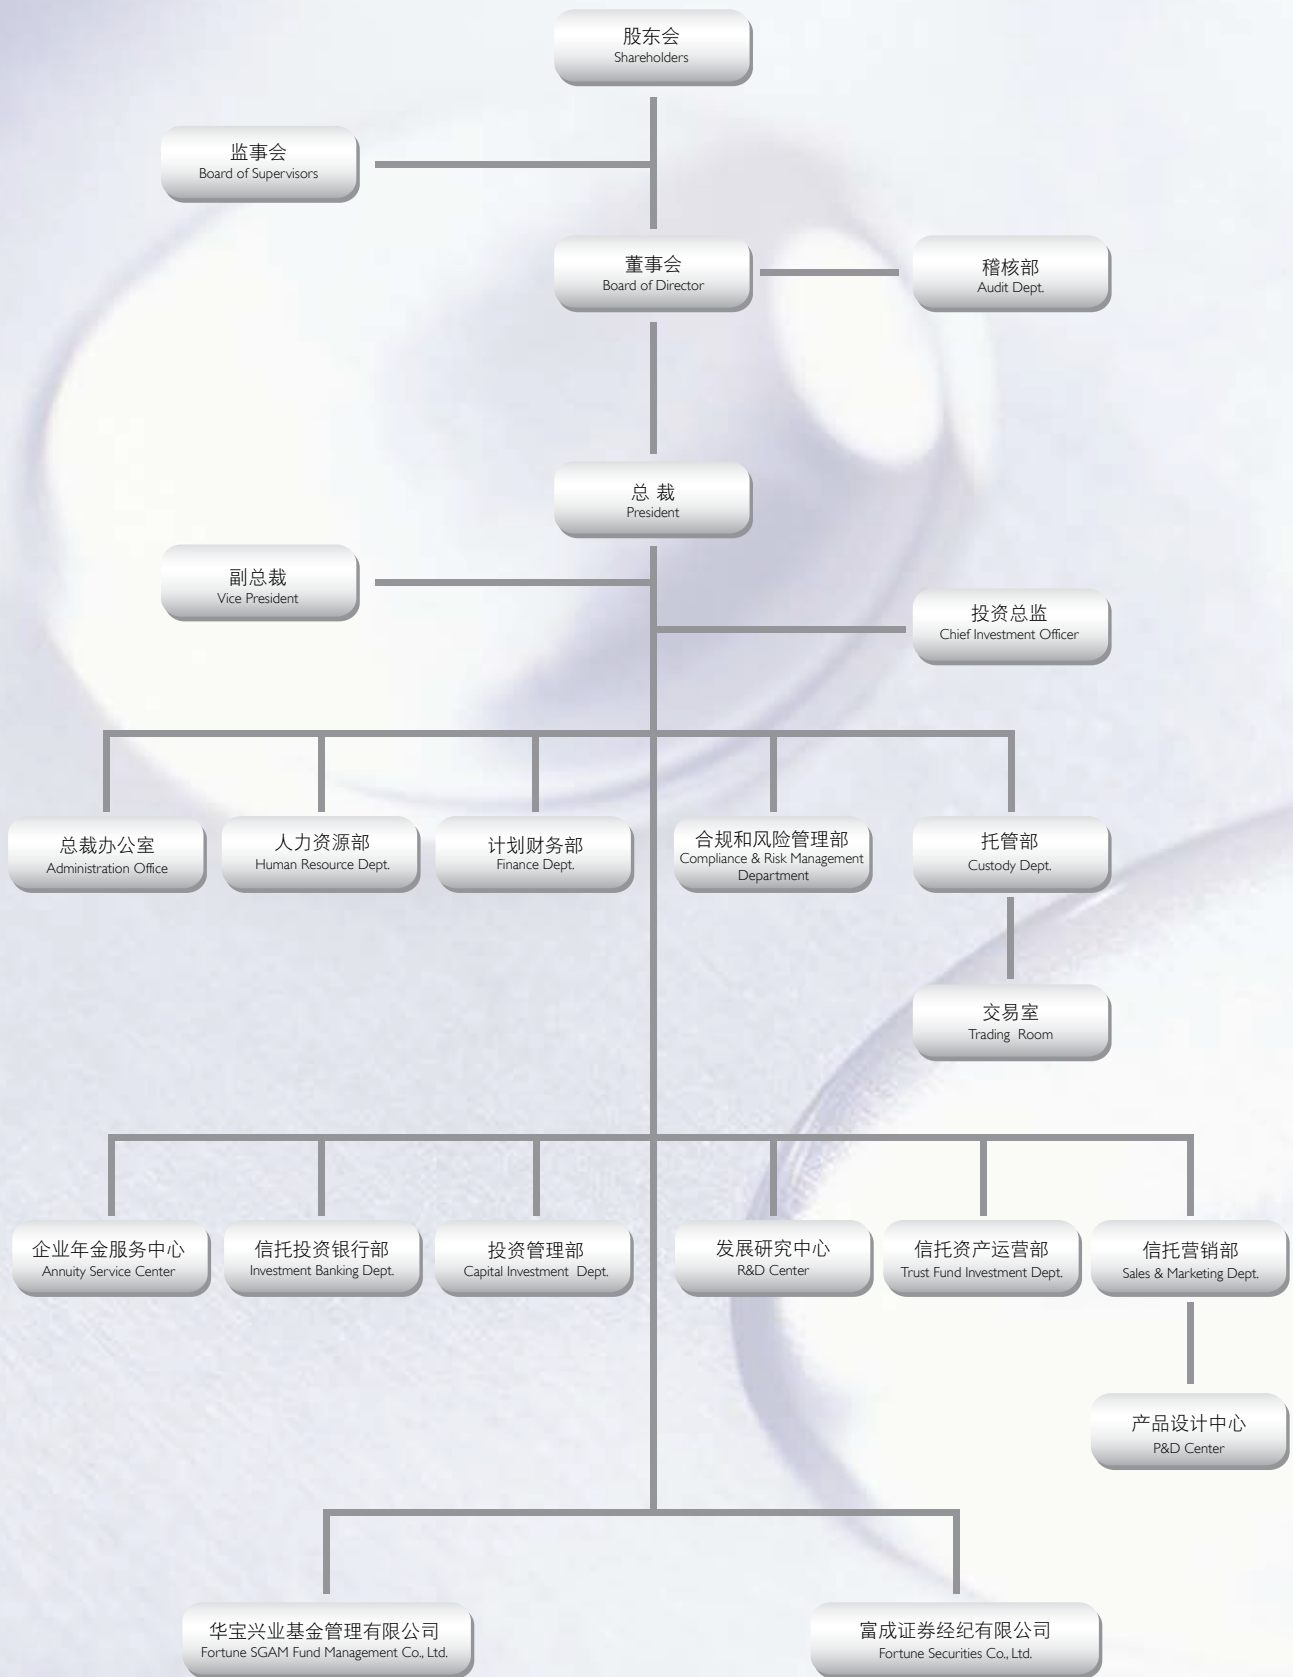 股东会
Shareholders
监事会
Board of Supervisors
董事会
Board of Director
稽核部
Audit Dept.
总 裁
President
副总裁
Vice President
投资总监
Chief Investment Officer
总裁办公室
Administration Office
人力资源部
Human Resource Dept.
计划财务部
Finance Dept.
合规和风险管理部
Compliance & Risk Management
Department
托管部
Custody Dept.
交易室
Trading Room
企业年金服务中心
Annuity Service Center
信托投资银行部
Investment Banking Dept.
投资管理部
Capital Investment Dept.
发展研究中心
R&D Center
信托资产运营部
Trust Fund Investment Dept.
信托营销部
Sales & Marketing Dept.
产品设计中心
P&D Center
华宝兴业基金管理有限公司
Fortune SGAM Fund Management Co., Ltd.
富成证券经纪有限公司
Fortune Securities Co., Ltd.